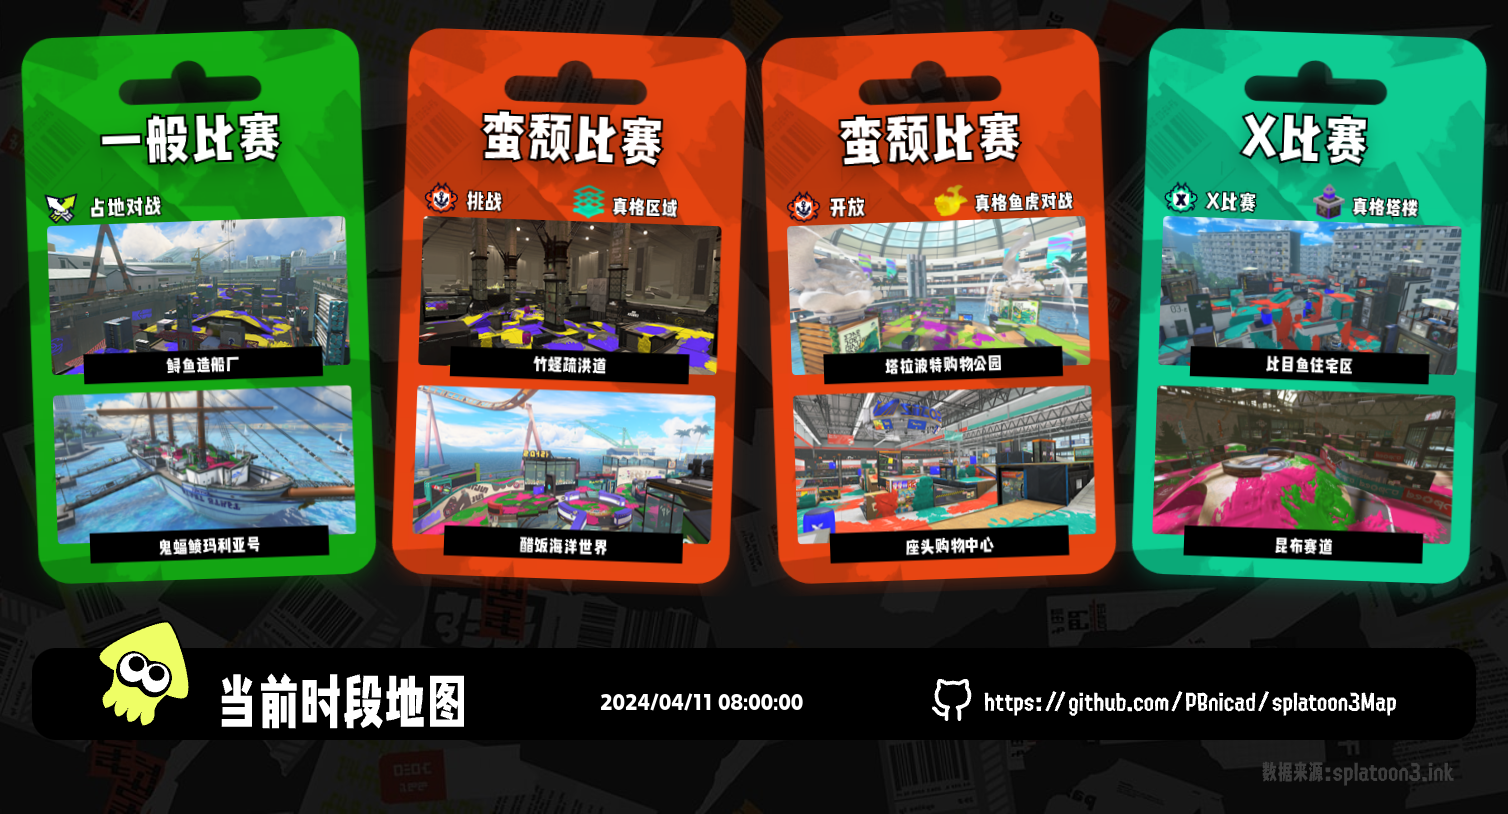 一般比赛
占地对战
鲟鱼造船厂
鬼蝠鲼玛利亚号
蛮颓比赛
挑战
真格区域
竹蛏疏洪道
醋饭海洋世界
蛮颓比赛
开放
真格鱼虎对战
塔拉波特购物公园
座头购物中心
X比赛
X比赛
真格塔楼
比目鱼住宅区
昆布赛道
当前时段地图
2024/04/11 08:00:00
https://github.com/PBnicad/splatoon3Map
数据来源:splatoon3.ink